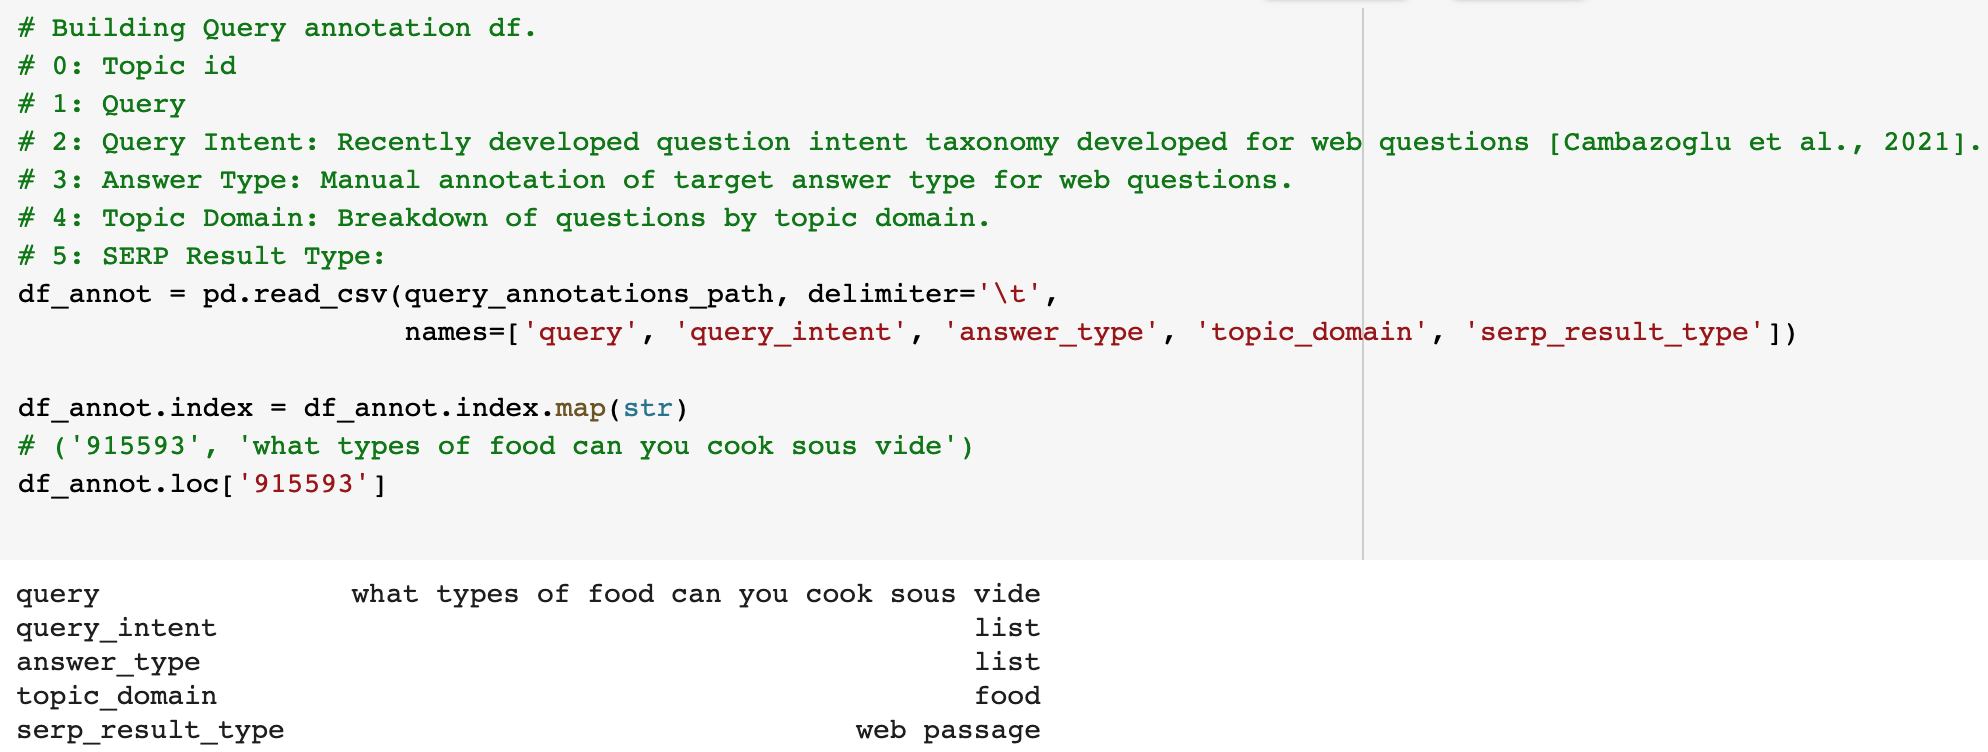 # Building Query annotation df.
# 0: Topic id
# 1: Query
# 2: Query Intent: Recently developed question intent taxonomy developed for web questions [Cambazoglu et al., 2021].
# 3: Answer Type: Manual annotation of target answer type for web questions.
# 4: Topic Domain: Breakdown of questions by topic domain.
# 5: SERP Result Type:
df_annot = pd.read_csv(query_annotations_path, delimiter='\t',
                       names=['query', 'query_intent', 'answer_type', 'topic_domain', 'serp_result_type'])
df_annot.index = df_annot.index.map(str)
# ('915593', 'what types of food can you cook sous vide')
df_annot.loc['915593']
query               what types of food can you cook sous vide
query_intent                                             list
answer_type                                              list
topic_domain                                             food
serp_result_type                                  web passage